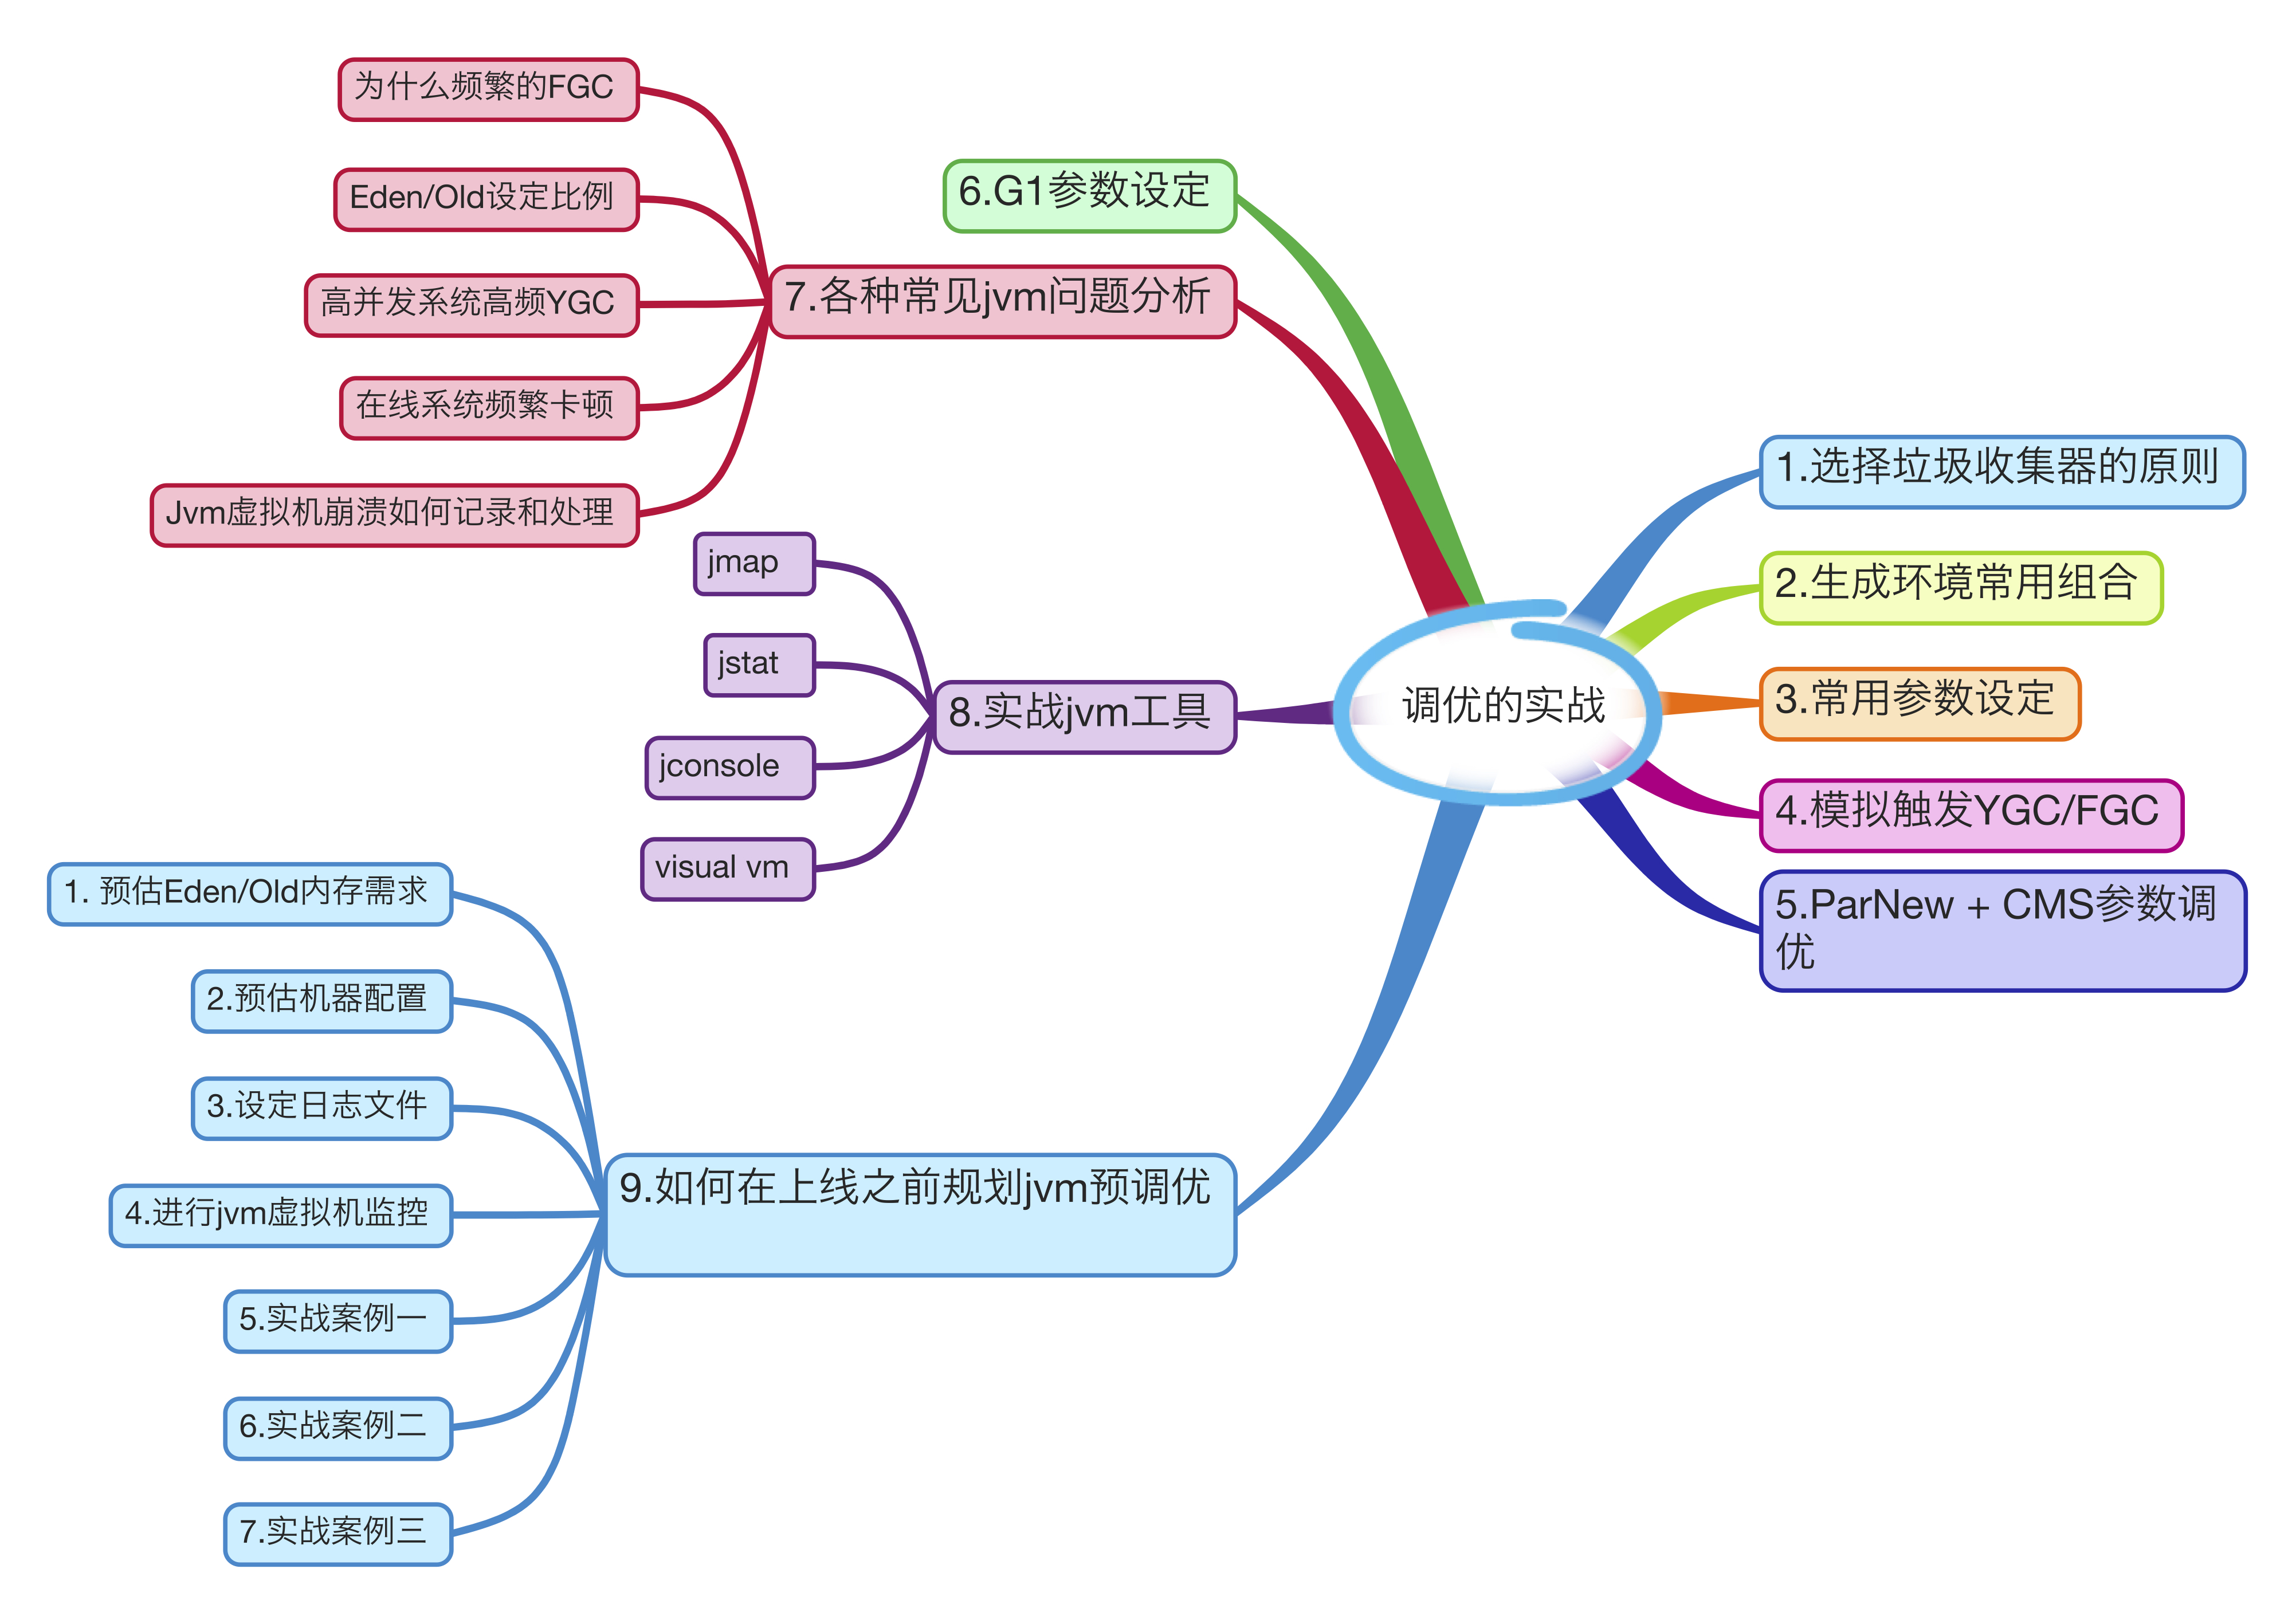 调优的实战
1.选择垃圾收集器的原则
2.生成环境常用组合
3.常用参数设定
4.模拟触发YGC/FGC
5.ParNew + CMS参数调
优
6.G1参数设定
7.各种常见jvm问题分析
为什么频繁的FGC
Eden/Old设定比例
高并发系统高频YGC
在线系统频繁卡顿
Jvm虚拟机崩溃如何记录和处理
8.实战jvm工具
jmap
jstat
jconsole
visual vm
9.如何在上线之前规划jvm预调优
1. 预估Eden/Old内存需求
2.预估机器配置
3.设定日志文件
4.进行jvm虚拟机监控
5.实战案例一
6.实战案例二
7.实战案例三